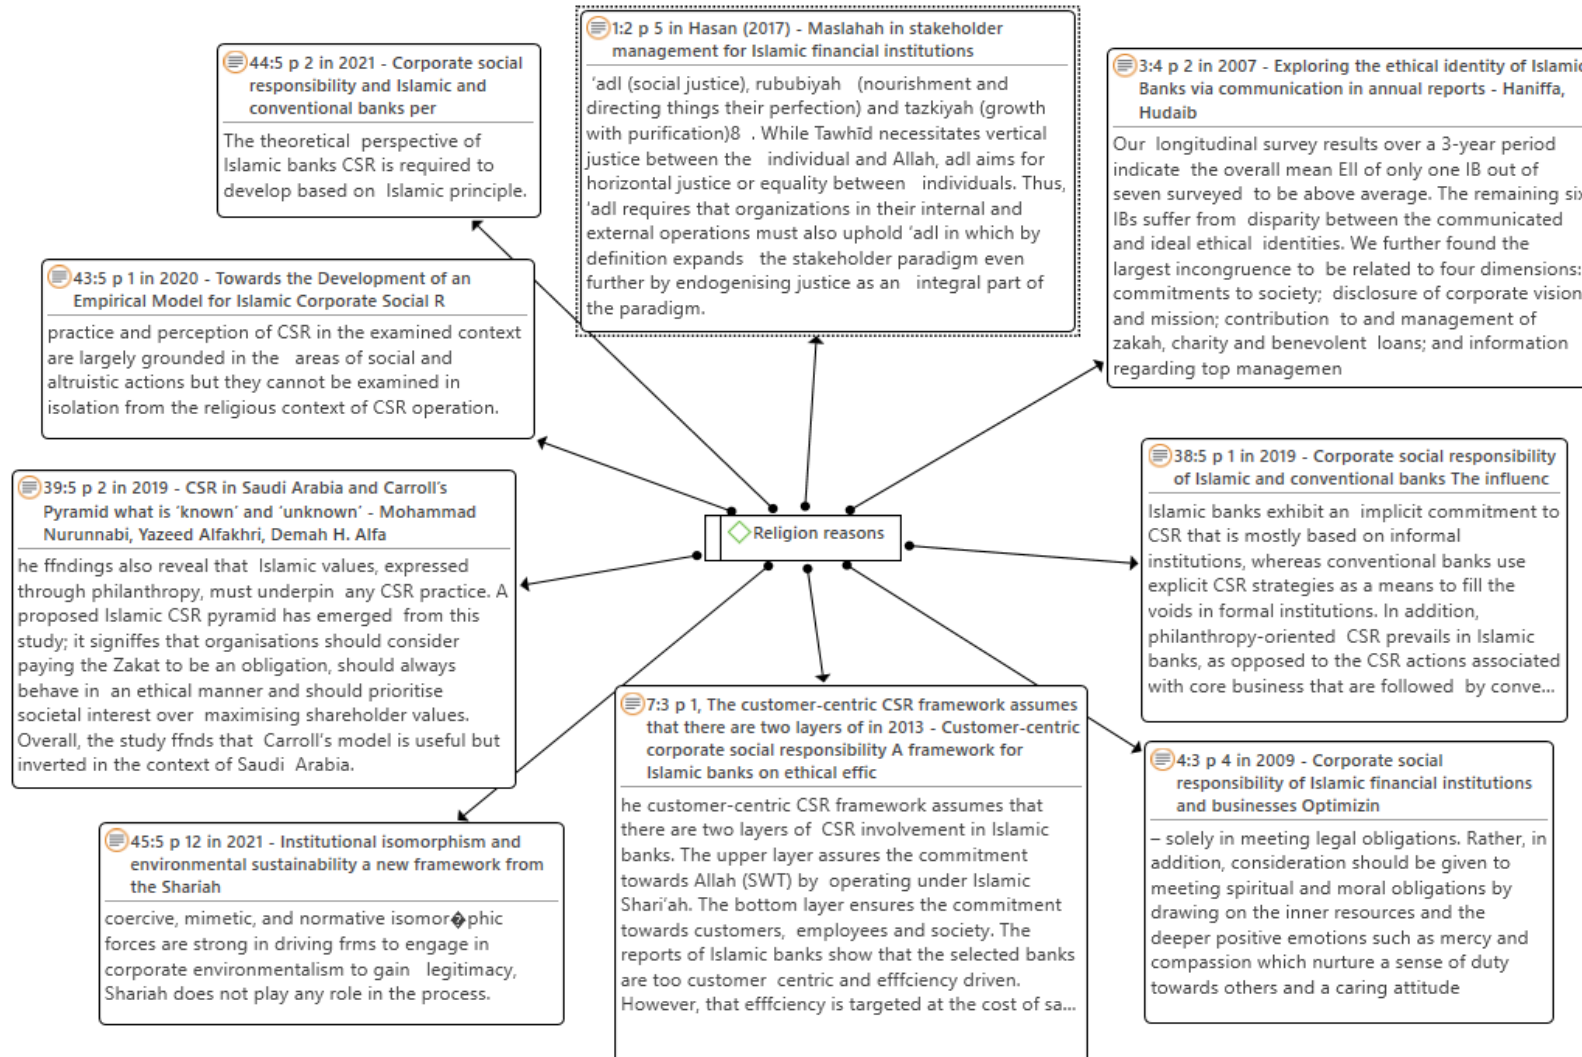 44:5 p 2 in 2021 - Corporate social
responsibility and Islamic and
conventional banks per
The theoretical perspective of
Islamic banks CSR is required to
develop based on Islamic principle.
1:2 p 5 in Hasan (2017) - Maslahah in stakeholder
management for Islamic financial institutions
‘adl (social justice), rububiyah (nourishment and
directing things their perfection) and tazkiyah (growth
with purification)8 . While Tawhīd necessitates vertical
justice between the individual and Allah, adl aims for
horizontal justice or equality between individuals. Thus,
‘adl requires that organizations in their internal and
external operations must also uphold ‘adl in which by
definition expands the stakeholder paradigm even
further by endogenising justice as an integral part of
the paradigm.
3:4 p 2 in 2007 - Exploring the ethical identity of Islamic
Banks via communication in annual reports - Haniffa,
Hudaib
Our longitudinal survey results over a 3-year period
indicate the overall mean EII of only one IB out of
seven surveyed to be above average. The remaining six
IBs suffer from disparity between the communicated
and ideal ethical identities. We further found the
largest incongruence to be related to four dimensions:
commitments to society; disclosure of corporate vision
and mission; contribution to and management of
zakah, charity and benevolent loans; and information
regarding top managemen
43:5 p 1 in 2020 - Towards the Development of an
Empirical Model for Islamic Corporate Social R
practice and perception of CSR in the examined context
are largely grounded in the areas of social and
altruistic actions but they cannot be examined in
isolation from the religious context of CSR operation.
39:5 p 2 in 2019 - CSR in Saudi Arabia and Carroll’s
Pyramid what is ‘known’ and ‘unknown’ - Mohammad
Nurunnabi, Yazeed Alfakhri, Demah H. Alfa
he ffndings also reveal that Islamic values, expressed
through philanthropy, must underpin any CSR practice. A
proposed Islamic CSR pyramid has emerged from this
study; it signiffes that organisations should consider
paying the Zakat to be an obligation, should always
behave in an ethical manner and should prioritise
societal interest over maximising shareholder values.
Overall, the study ffnds that Carroll’s model is useful but
inverted in the context of Saudi Arabia.
Religion reasons
38:5 p 1 in 2019 - Corporate social responsibility
of Islamic and conventional banks The influenc
Islamic banks exhibit an implicit commitment to
CSR that is mostly based on informal
institutions, whereas conventional banks use
explicit CSR strategies as a means to fill the
voids in formal institutions. In addition,
philanthropy-oriented CSR prevails in Islamic
banks, as opposed to the CSR actions associated
with core business that are followed by conve...
45:5 p 12 in 2021 - Institutional isomorphism and
environmental sustainability a new framework from
the Shariah
coercive, mimetic, and normative isomor�phic
forces are strong in driving frms to engage in
corporate environmentalism to gain legitimacy,
Shariah does not play any role in the process.
7:3 p 1, The customer-centric CSR framework assumes
that there are two layers of in 2013 - Customer-centric
corporate social responsibility A framework for
Islamic banks on ethical effic
he customer-centric CSR framework assumes that
there are two layers of CSR involvement in Islamic
banks. The upper layer assures the commitment
towards Allah (SWT) by operating under Islamic
Shari’ah. The bottom layer ensures the commitment
towards customers, employees and society. The
reports of Islamic banks show that the selected banks
are too customer centric and efffciency driven.
However, that efffciency is targeted at the cost of sa...
4:3 p 4 in 2009 - Corporate social
responsibility of Islamic financial institutions
and businesses Optimizin
– solely in meeting legal obligations. Rather, in
addition, consideration should be given to
meeting spiritual and moral obligations by
drawing on the inner resources and the
deeper positive emotions such as mercy and
compassion which nurture a sense of duty
towards others and a caring attitude